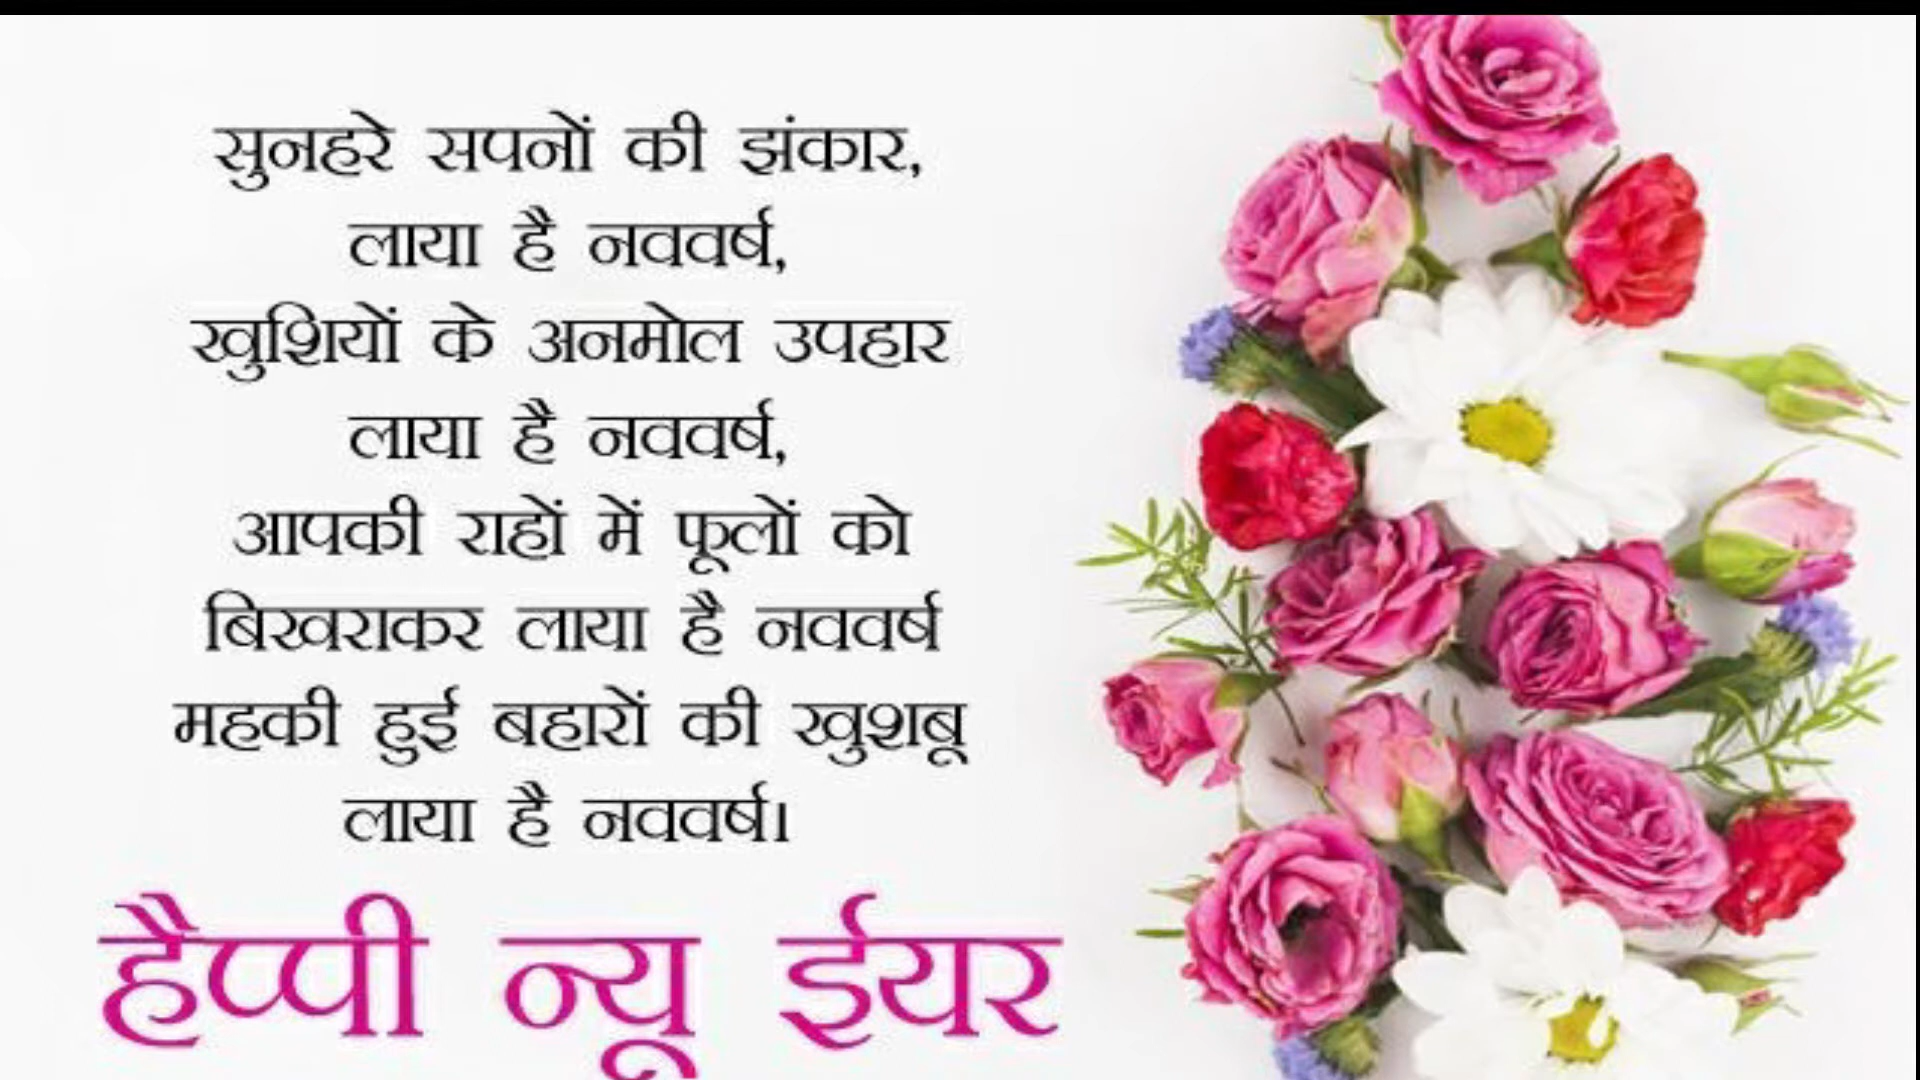 सुनहरे सपनों की झंकार,
लाया है नववर्ष,
खुशियों के अनमोल उपहार
लाया है नववर्ष,
आपकी राहों में फूलों को
बिखराकर लाया है नववर्ष
महकी हुई बहारों की खुशबू
लाया है नववर्ष।
हैप्पी न्यू ईयर